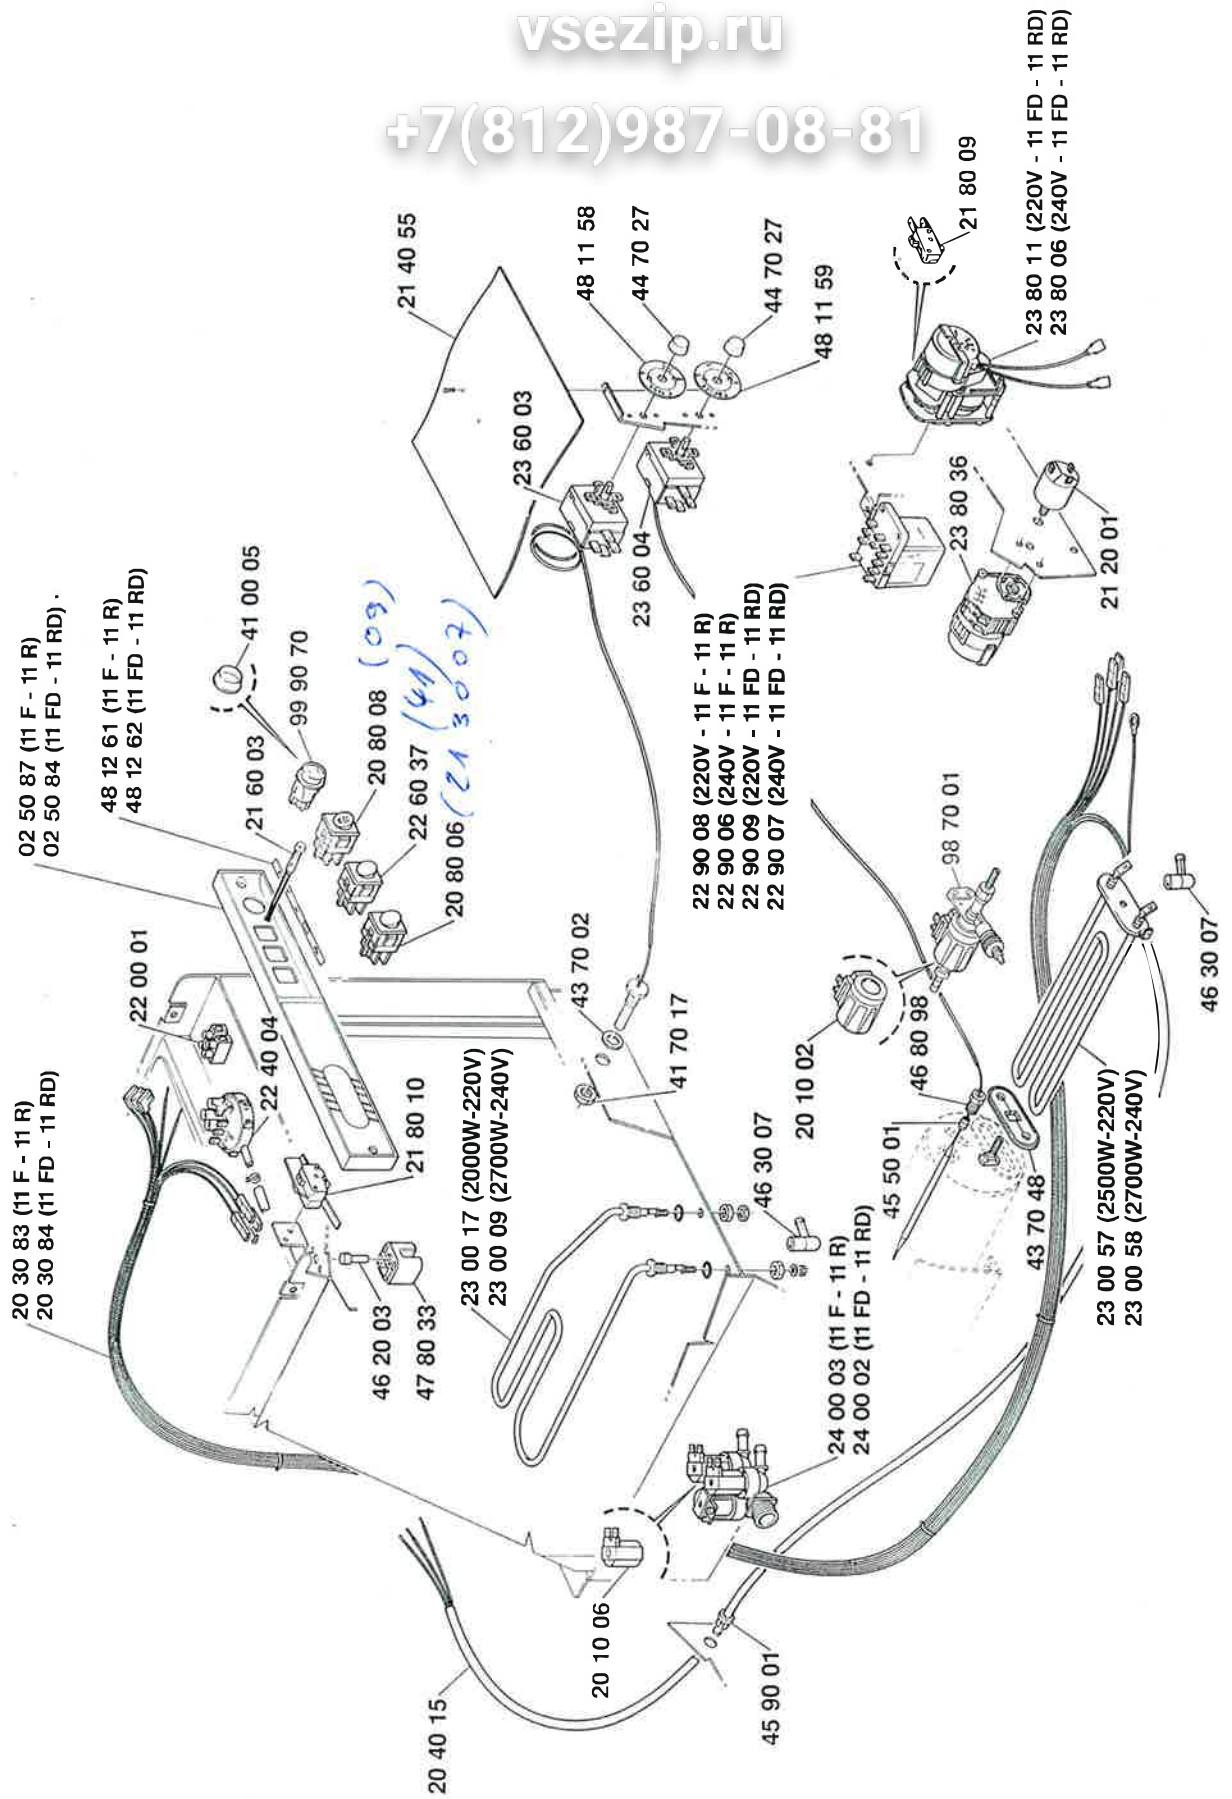 vsezip.ru
+7(812)987-08-81
02 50 87 (11 F - 11 R)
02 50 84 (11 FD - 11 RD) .
48 12 61 (11 F - 11 R)
48 12 62 (11 FD - 11 RD)
41 00 05
99 90 70
21 60 03
20 80 08 (09)
22 60 37 (41)
20 80 06 (21 30 07)
22 00 01
22 40 04
21 80 10
20 30 83 (11 F - 11 R)
20 30 84 (11 FD - 11 RD)
46 20 03
47 80 33
21 40 55
48 11 58
44 70 27
44 70 27
48 11 59
23 60 03
23 60 04
21 80 09
23 80 11 (220V - 11 FD - 11 RD)
23 80 06 (240V - 11 FD - 11 RD)
23 80 36
21 20 01
22 90 08 (220V - 11 F - 11 R)
22 90 06 (240V - 11 F - 11 R)
22 90 09 (220V - 11 FD - 11 RD)
22 90 07 (240V - 11 FD - 11 RD)
43 70 02
41 70 17
23 00 17 (2000W-220V)
23 00 09 (2700W-240V)
46 30 07
98 70 01
20 10 02
46 80 98
45 50 01
43 70 48
46 30 07
23 00 57 (2500W-220V)
23 00 58 (2700W-240V)
24 00 03 (11 F - 11 R)
24 00 02 (11 FD - 11 RD)
20 10 06
20 40 15
45 90 01